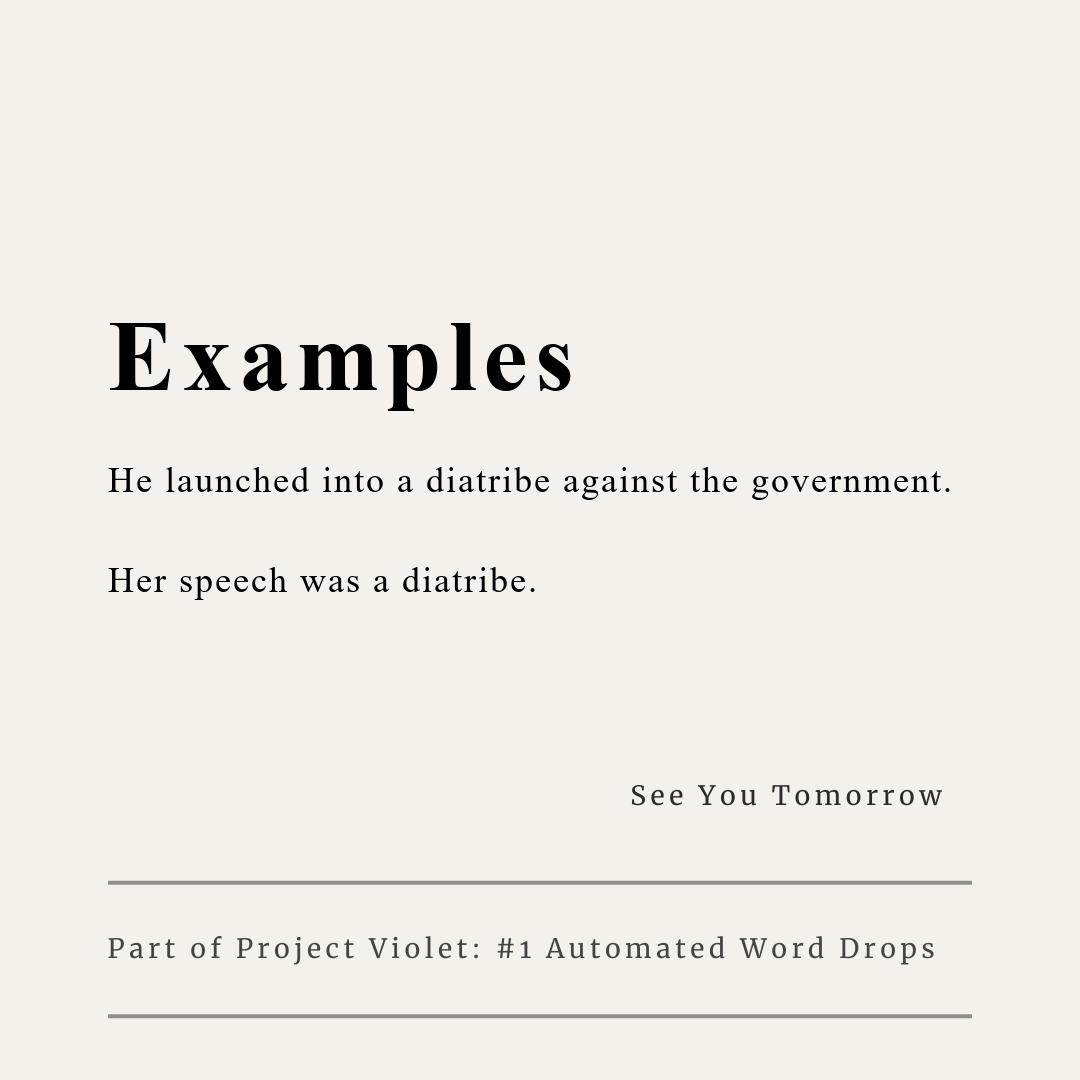 Examples
He launched into a diatribe against the government.
Her speech was a diatribe.
See You Tomorrow
Part of Project Violet: #1 Automated Word Drops